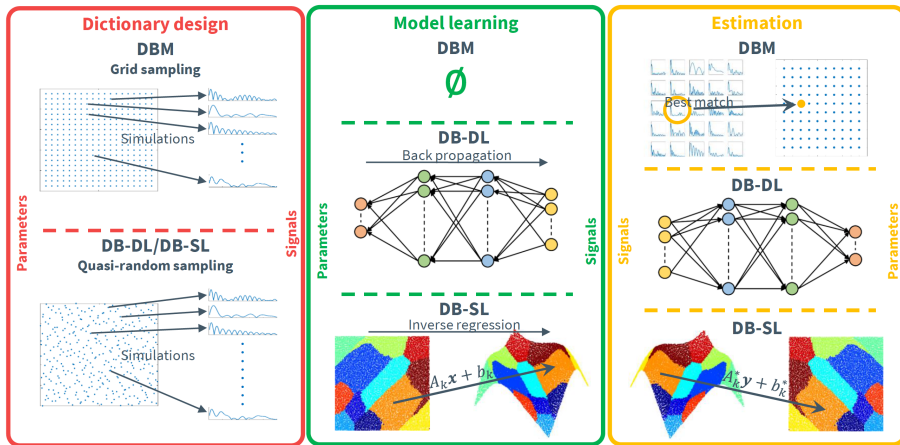 Dictionary design
DBM
Grid sampling
Simulations
DB-DL/DB-SL
Quasi-random sampling
Simulations
Parameters
Signals
Model learning
DBM
∅
DB-DL
Back propagation
DB-SL
Inverse regression
A_k x + b_k
Parameters
Signals
Estimation
DBM
Best match
DB-DL
DB-SL
A_k^* y + b_k^*
Signals
Parameters